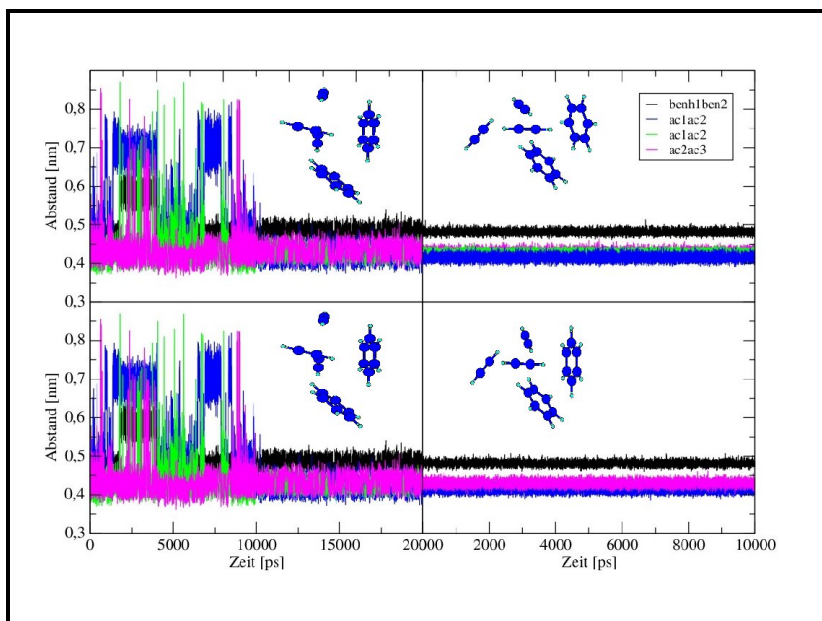 0,8
0,7
0,6
0,5
0,4
0,3
Abstand [nm]
benh1ben2
ac1ac2
ac1ac2
ac2ac3
0,8
0,7
0,6
0,5
0,4
0,3
Abstand [nm]
0 5000 10000 15000 20000 2000 4000 6000 8000 10000
Zeit [ps] Zeit [ps]